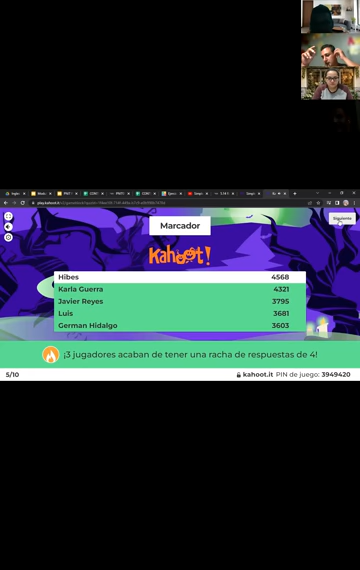 Siguiente
Marcador
Kahoot!
Hibes 4568
Karla Guerra 4321
Javier Reyes 3795
Luis 3681
German Hidalgo 3603
¡3 jugadores acaban de tener una racha de respuestas de 4!
5/10
kahoot.it PIN de juego: 3949420